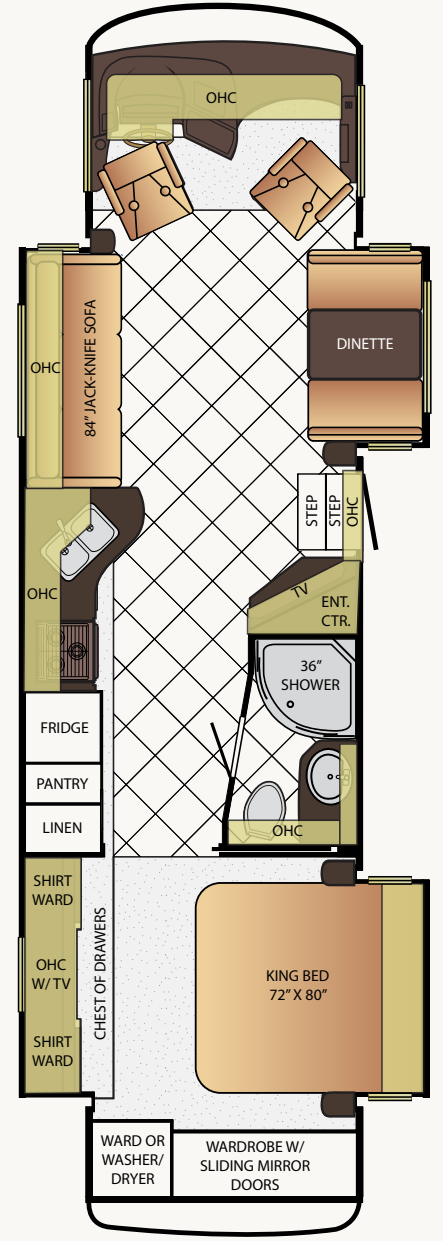 OHC
OHC
84” JACK-KNIFE SOFA
DINETTE
STEP
STEP
OHC
OHC
TV
ENT.
CTR.
36”
SHOWER
FRIDGE
PANTRY
LINEN
OHC
SHIRT
WARD
OHC
W/ TV
SHIRT
WARD
CHEST OF DRAWERS
KING BED
72” X 80”
WARD OR
WASHER/
DRYER
WARDROBE W/
SLIDING MIRROR
DOORS